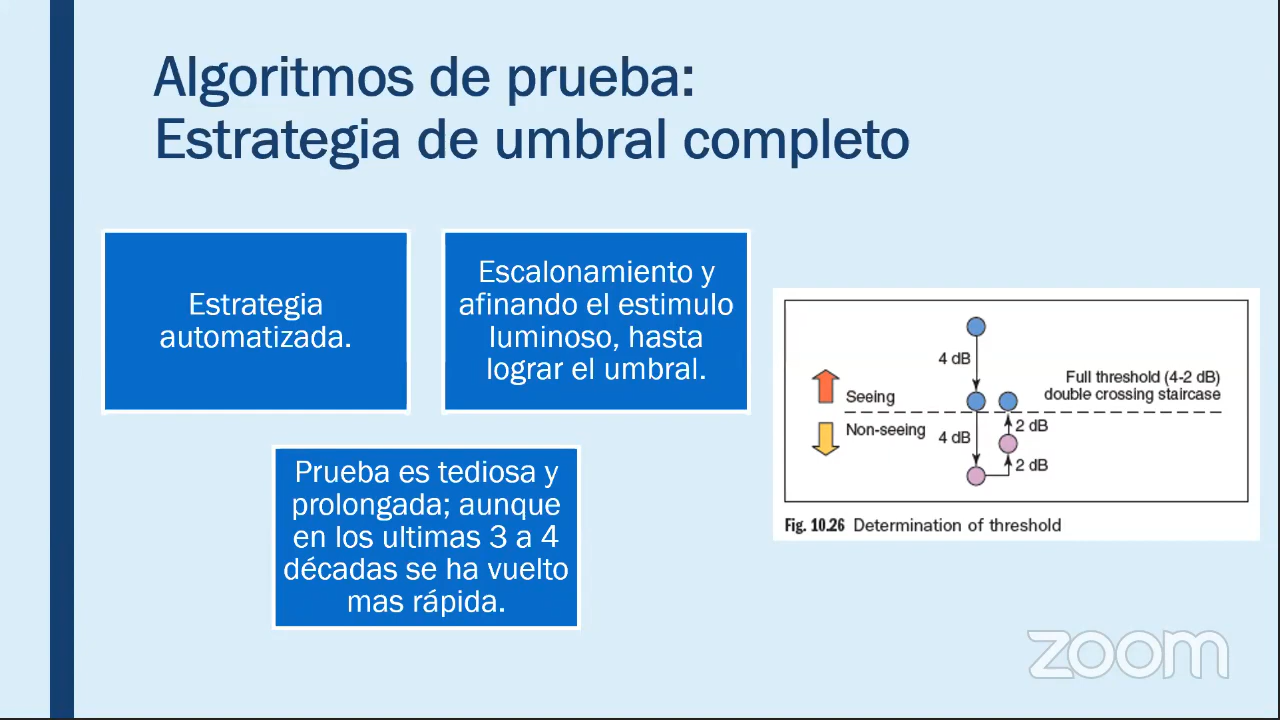 Algoritmos de prueba:
Estrategia de umbral completo
Estrategia
automatizada.
Escalonamiento y
afinando el estimulo
luminoso, hasta
lograr el umbral.
Prueba es tediosa y
prolongada; aunque
en los ultimas 3 a 4
décadas se ha vuelto
mas rápida.
4 dB
Full threshold (4-2 dB)
double crossing staircase
Seeing
Non-seeing
4 dB
2 dB
2 dB
Fig. 10.26 Determination of threshold
zoom